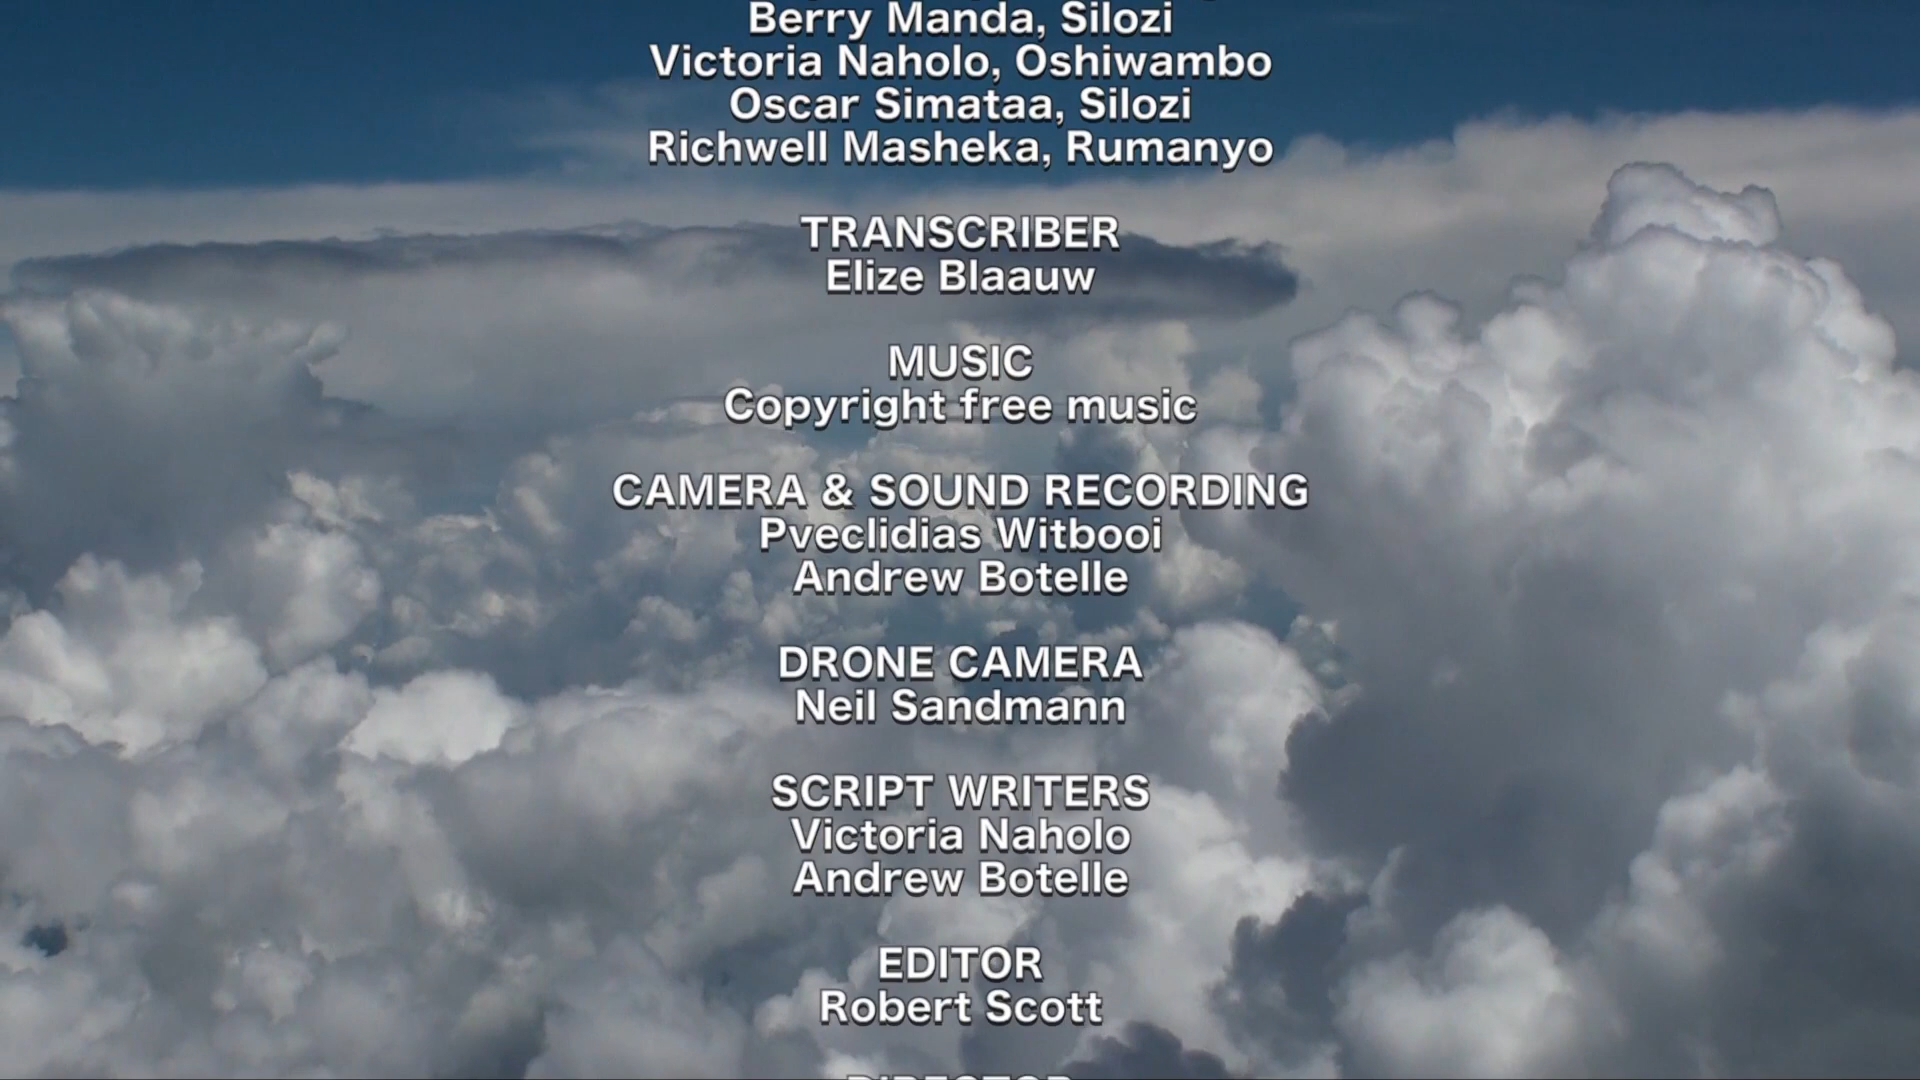 Berry Manda, Silozi
Victoria Naholo, Oshiwambo
Oscar Simataa, Silozi
Richwell Masheka, Rumanyo
TRANSCRIBER
Elize Blaauw
MUSIC
Copyright free music
CAMERA & SOUND RECORDING
Pveclidias Witbooi
Andrew Botelle
DRONE CAMERA
Neil Sandmann
SCRIPT WRITERS
Victoria Naholo
Andrew Botelle
EDITOR
Robert Scott
DIRECTOR